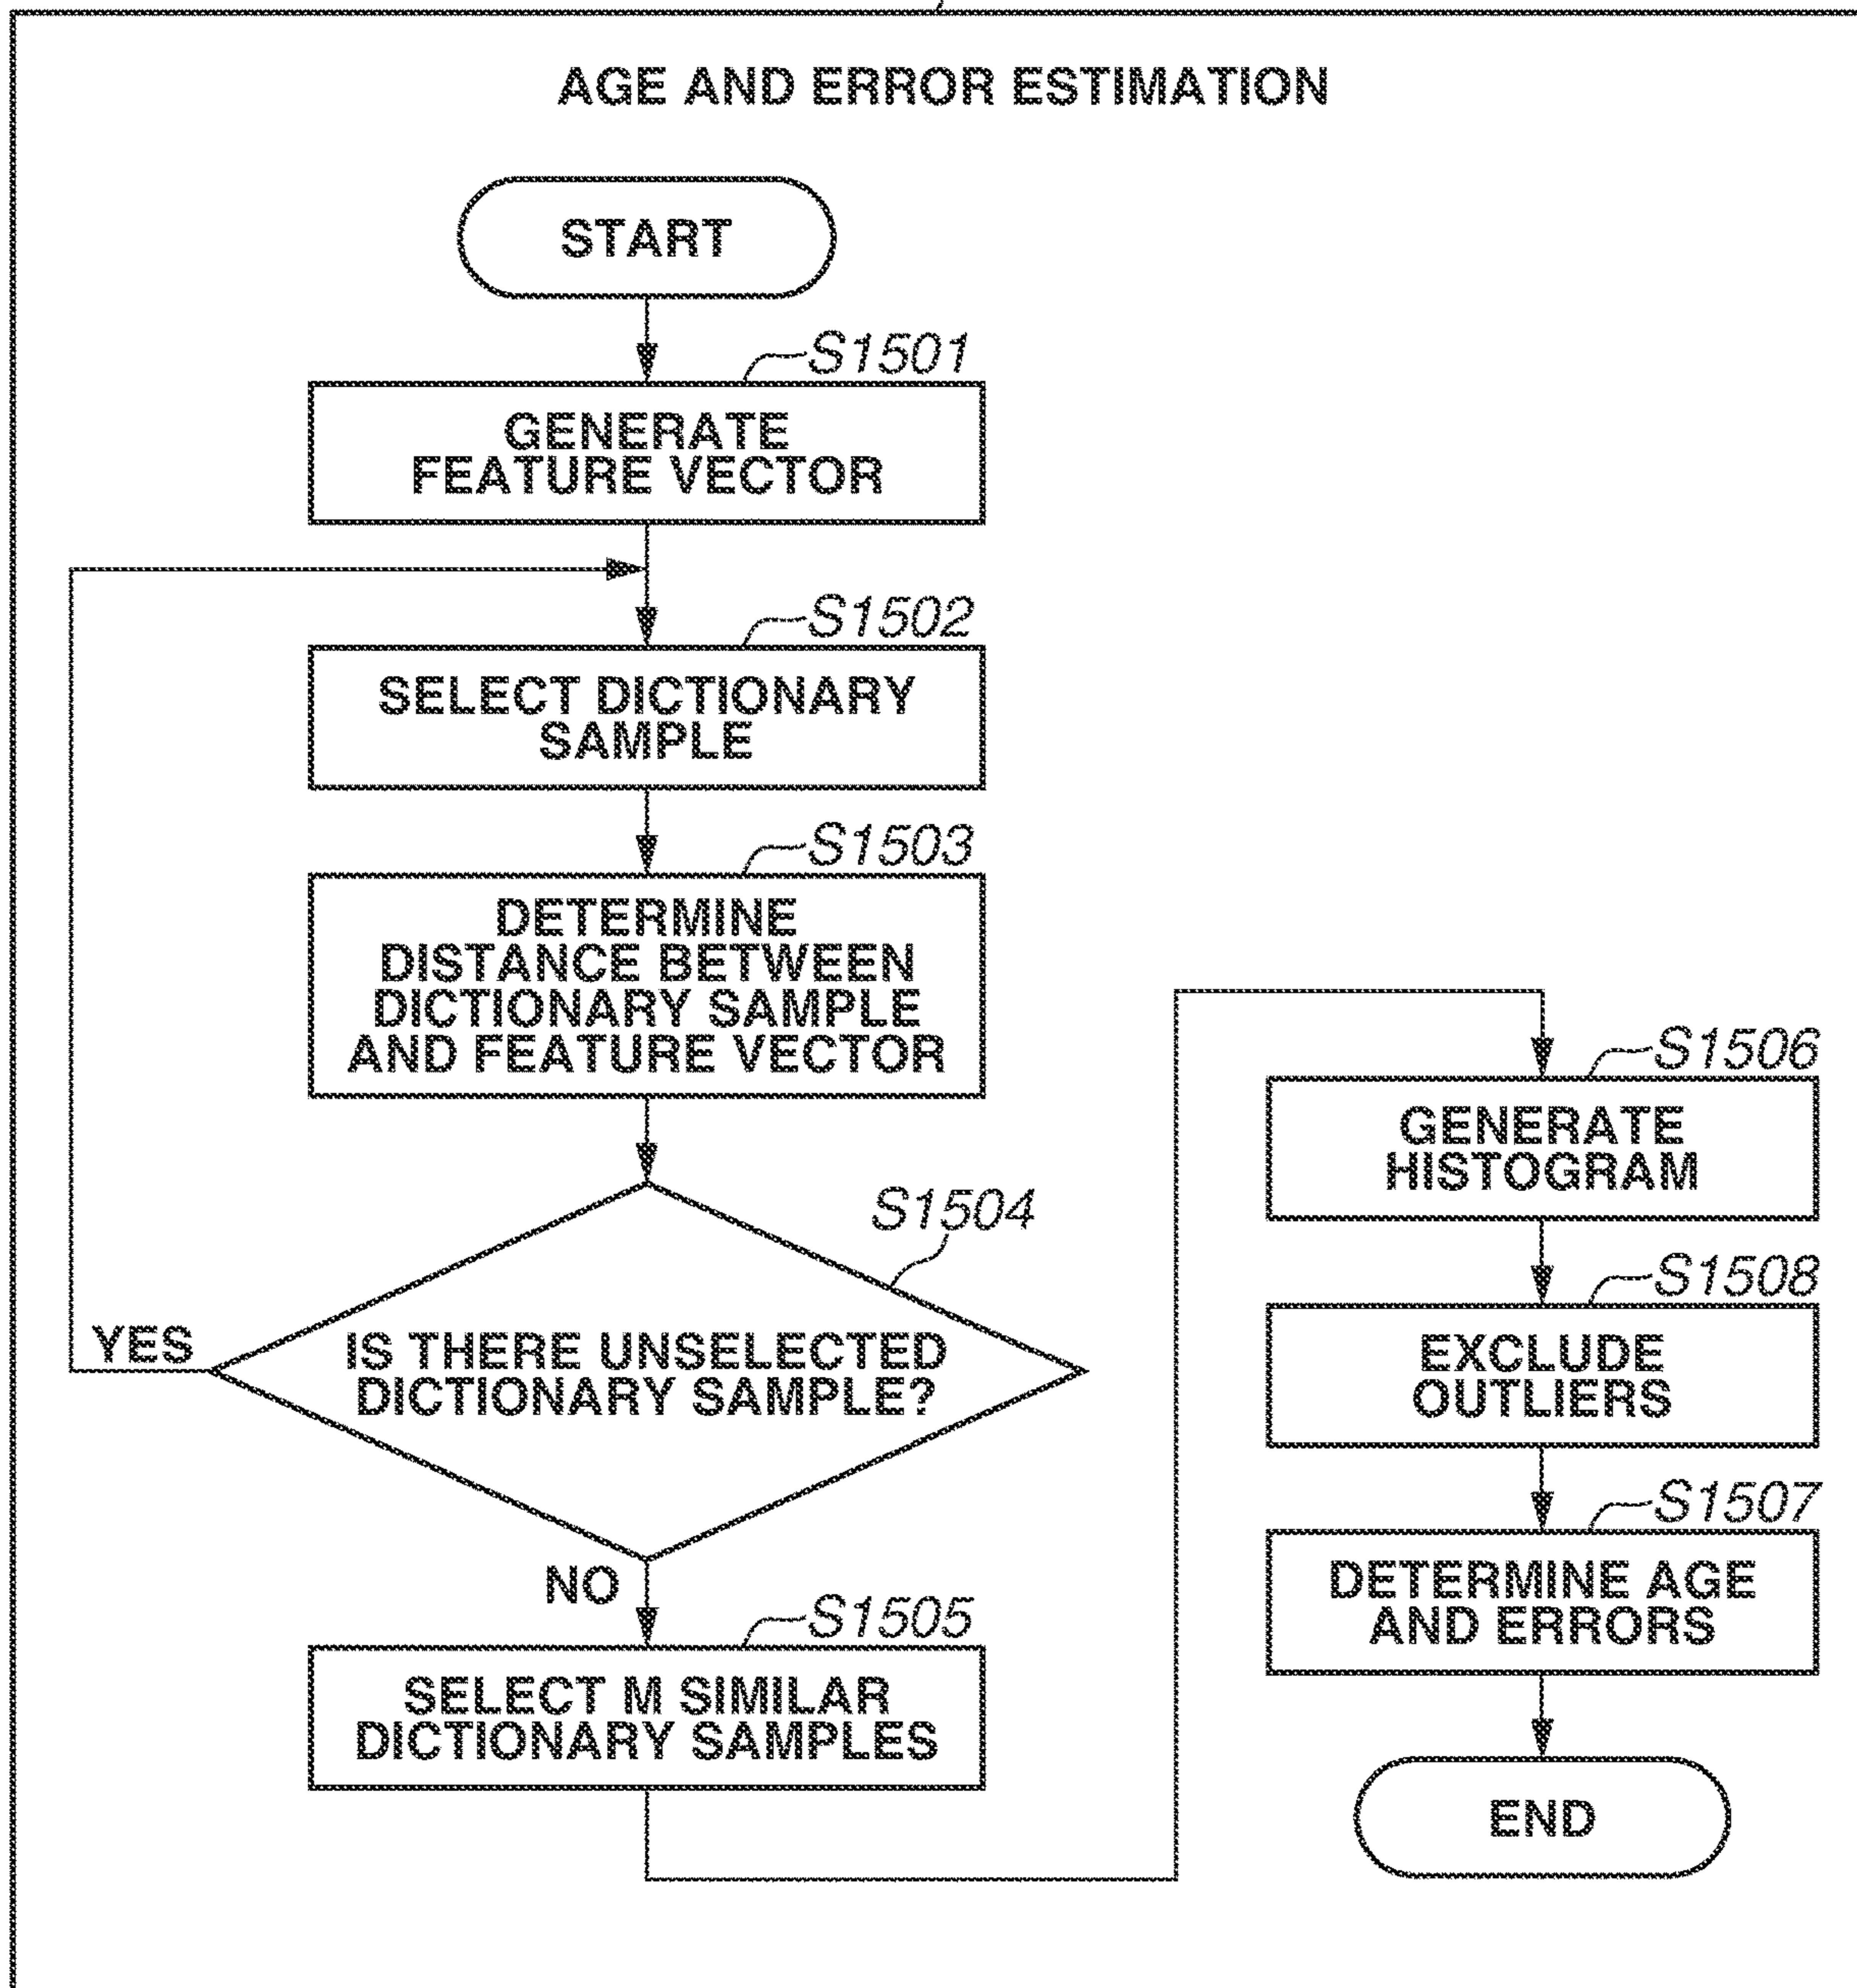 AGE AND ERROR ESTIMATION
START
S1501
GENERATE
FEATURE VECTOR
S1502
SELECT DICTIONARY
SAMPLE
S1503
DETERMINE
DISTANCE BETWEEN
DICTIONARY SAMPLE
AND FEATURE VECTOR
S1504
IS THERE UNSELECTED
DICTIONARY SAMPLE?
YES
NO
S1505
SELECT M SIMILAR
DICTIONARY SAMPLES
S1506
GENERATE
HISTOGRAM
S1508
EXCLUDE
OUTLIERS
S1507
DETERMINE AGE
AND ERRORS
END